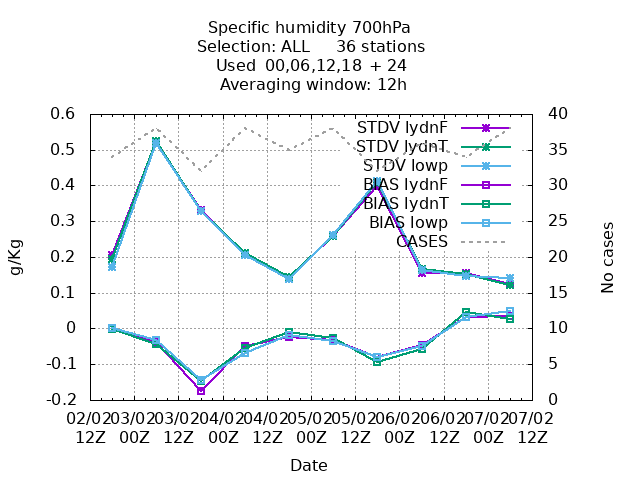 Specific humidity 700hPa
Selection: ALL 36 stations
Used 00,06,12,18 + 24
Averaging window: 12h
0.6
0.5
0.4
0.3
0.2
0.1
0
-0.1
-0.2
g/Kg
40
35
30
25
20
15
10
5
0
No cases
STDV lydnF
STDV lydnT
STDV lowp
BIAS lydnF
BIAS lydnT
BIAS lowp
CASES
02/02 03/02 03/02 04/02 04/02 05/02 05/02 06/02 06/02 07/02 07/02
12Z 00Z 12Z 00Z 12Z 00Z 12Z 00Z 12Z 00Z 12Z
Date